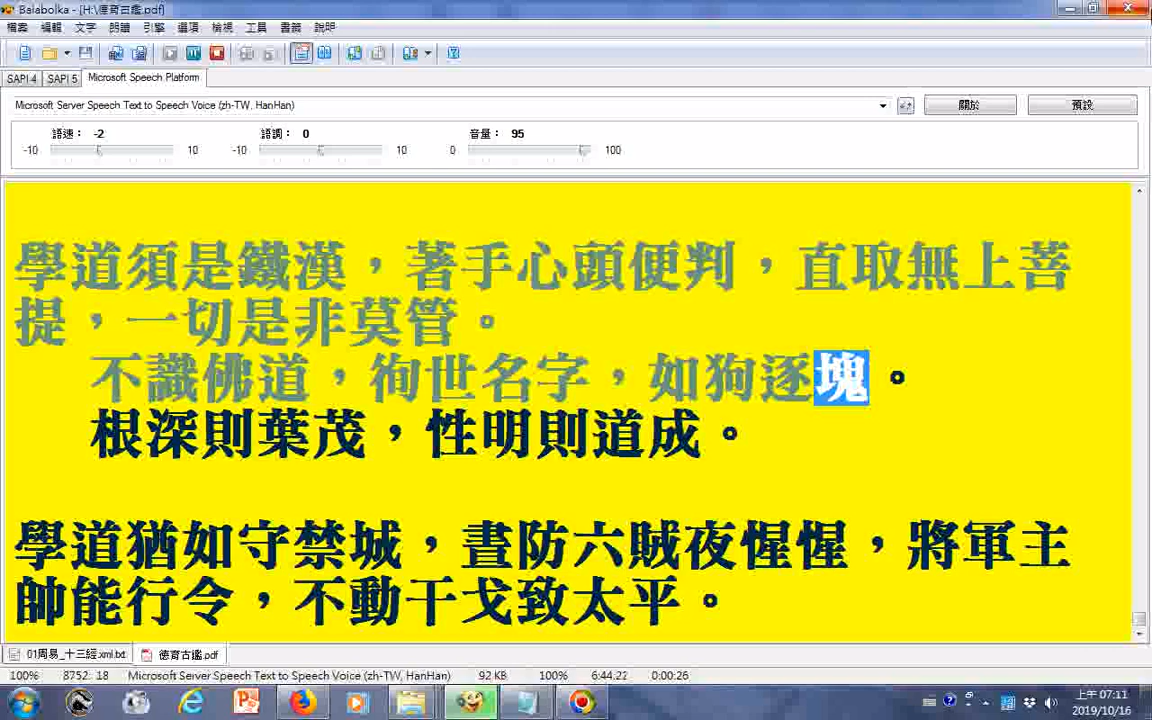 Balabolka - [H:\德育古鑑.pdf]
檔案 編輯 文字 朗讀 引擎 選項 檢視 工具 書籤 說明
SAPI 4 SAPI 5 Microsoft Speech Platform
Microsoft Server Speech Text to Speech Voice (zh-TW, HanHan) 關於 預設
語速： -2 語調： 0 音量： 95
-10 10 -10 10 0 100
學道須是鐵漢，著手心頭便判，直取無上菩
提，一切是非莫管。
不識佛道，徇世名字，如狗逐塊。
根深則葉茂，性明則道成。
學道猶如守禁城，晝防六賊夜惺惺，將軍主
帥能行令，不動干戈致太平。
01周易_十三經.xml.txt 德育古鑑.pdf
100% 8752: 18 Microsoft Server Speech Text to Speech Voice (zh-TW, HanHan) 92 KB 100% 6:44.22 0:00:26
上午 07:11
2019/10/16